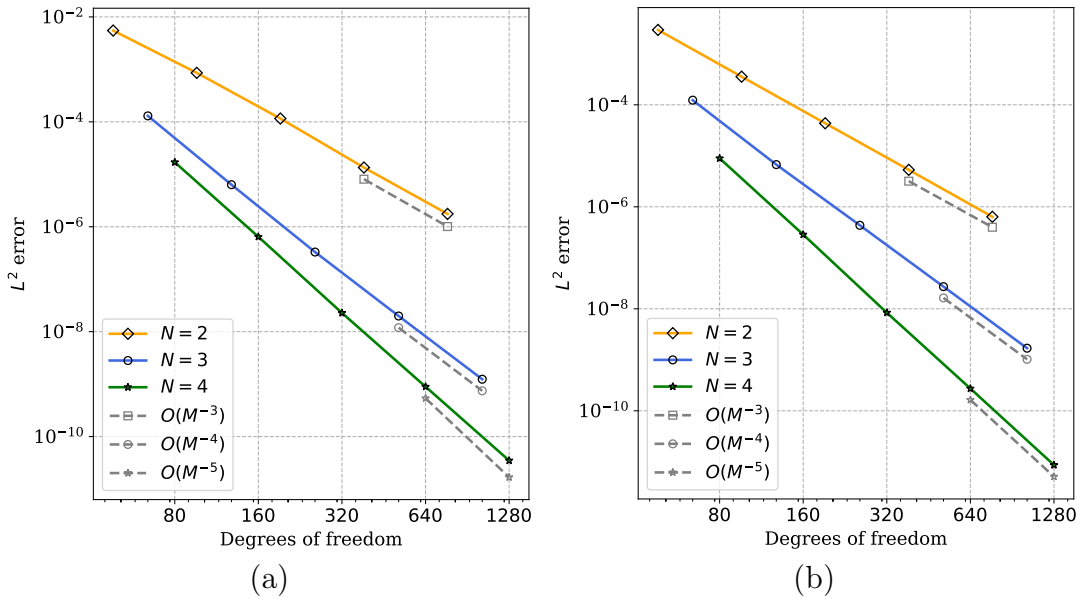 10^{-2}
10^{-4}
10^{-6}
10^{-8}
10^{-10}
L^2 error
N = 2
N = 3
N = 4
O(M^{-3})
O(M^{-4})
O(M^{-5})
80 160 320 640 1280
Degrees of freedom
(a)
10^{-4}
10^{-6}
10^{-8}
10^{-10}
L^2 error
N = 2
N = 3
N = 4
O(M^{-3})
O(M^{-4})
O(M^{-5})
80 160 320 640 1280
Degrees of freedom
(b)